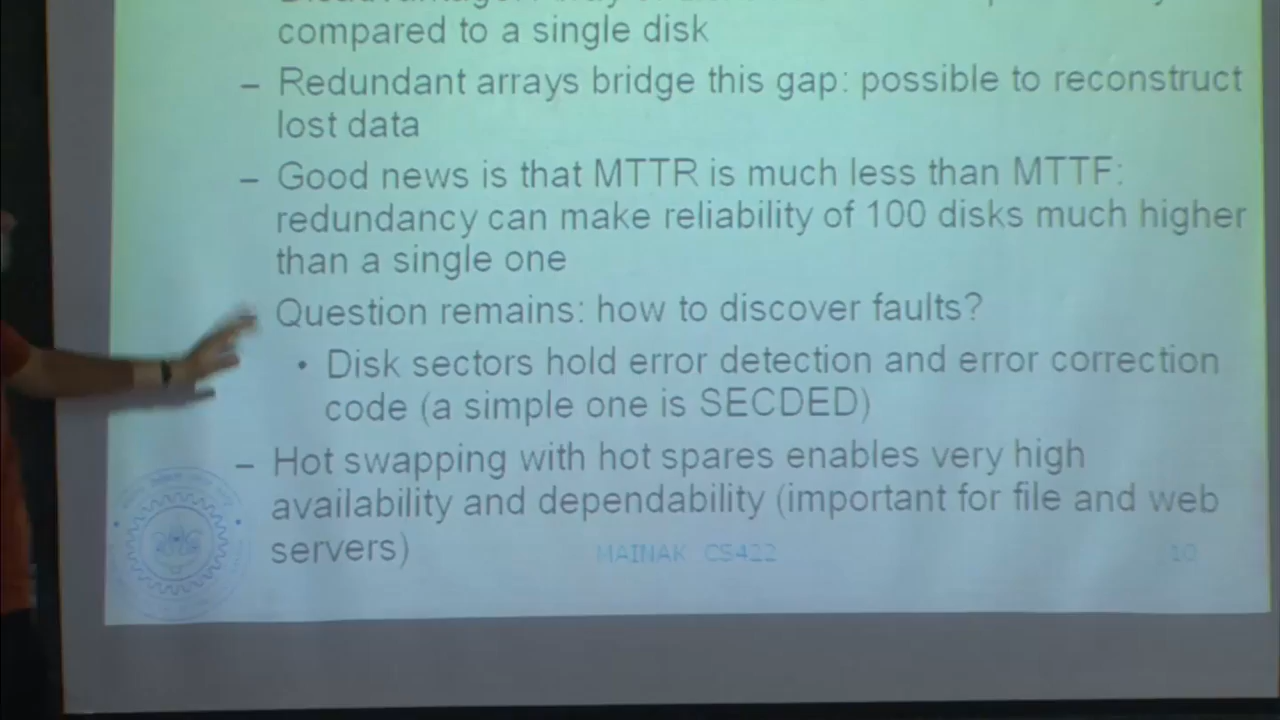 compared to a single disk
– Redundant arrays bridge this gap: possible to reconstruct
lost data
– Good news is that MTTR is much less than MTTF:
redundancy can make reliability of 100 disks much higher
than a single one
– Question remains: how to discover faults?
• Disk sectors hold error detection and error correction
code (a simple one is SECDED)
– Hot swapping with hot spares enables very high
availability and dependability (important for file and web
servers)
MAINAK CS422
10